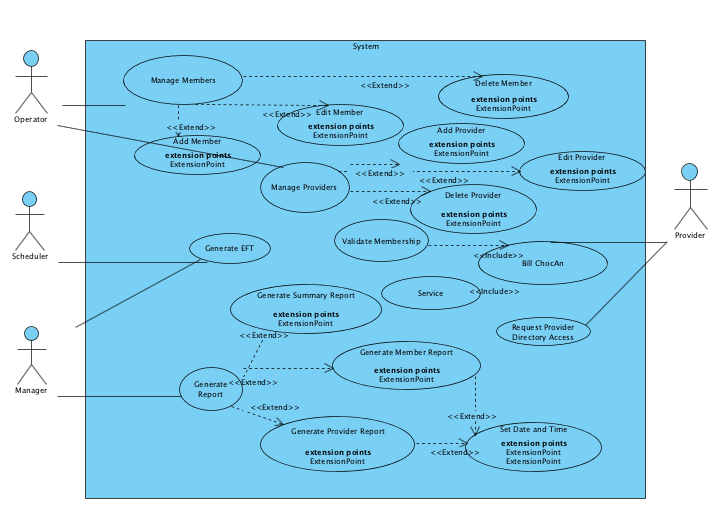 System
Manage Members
<<Extend>>
Delete Member
extension points
ExtensionPoint
Operator
<<Extend>>
Edit Member
extension points
ExtensionPoint
<<Extend>>
Add Member
extension points
ExtensionPoint
Add Provider
extension points
ExtensionPoint
Edit Provider
extension points
ExtensionPoint
Manage Providers
<<Extend>>
<<Extend>>
<<Extend>>
Delete Provider
extension points
ExtensionPoint
Provider
Scheduler
Generate EFT
Validate Membership
<<Include>>
Bill ChocAn
Service
<<Include>>
Generate Summary Report
extension points
ExtensionPoint
Request Provider
Directory Access
<<Extend>>
Manager
Generate
Report
<<Extend>>
Generate Member Report
extension points
ExtensionPoint
<<Extend>>
<<Extend>>
Generate Provider Report
extension points
ExtensionPoint
<<Extend>>
Set Date and Time
extension points
ExtensionPoint
ExtensionPoint